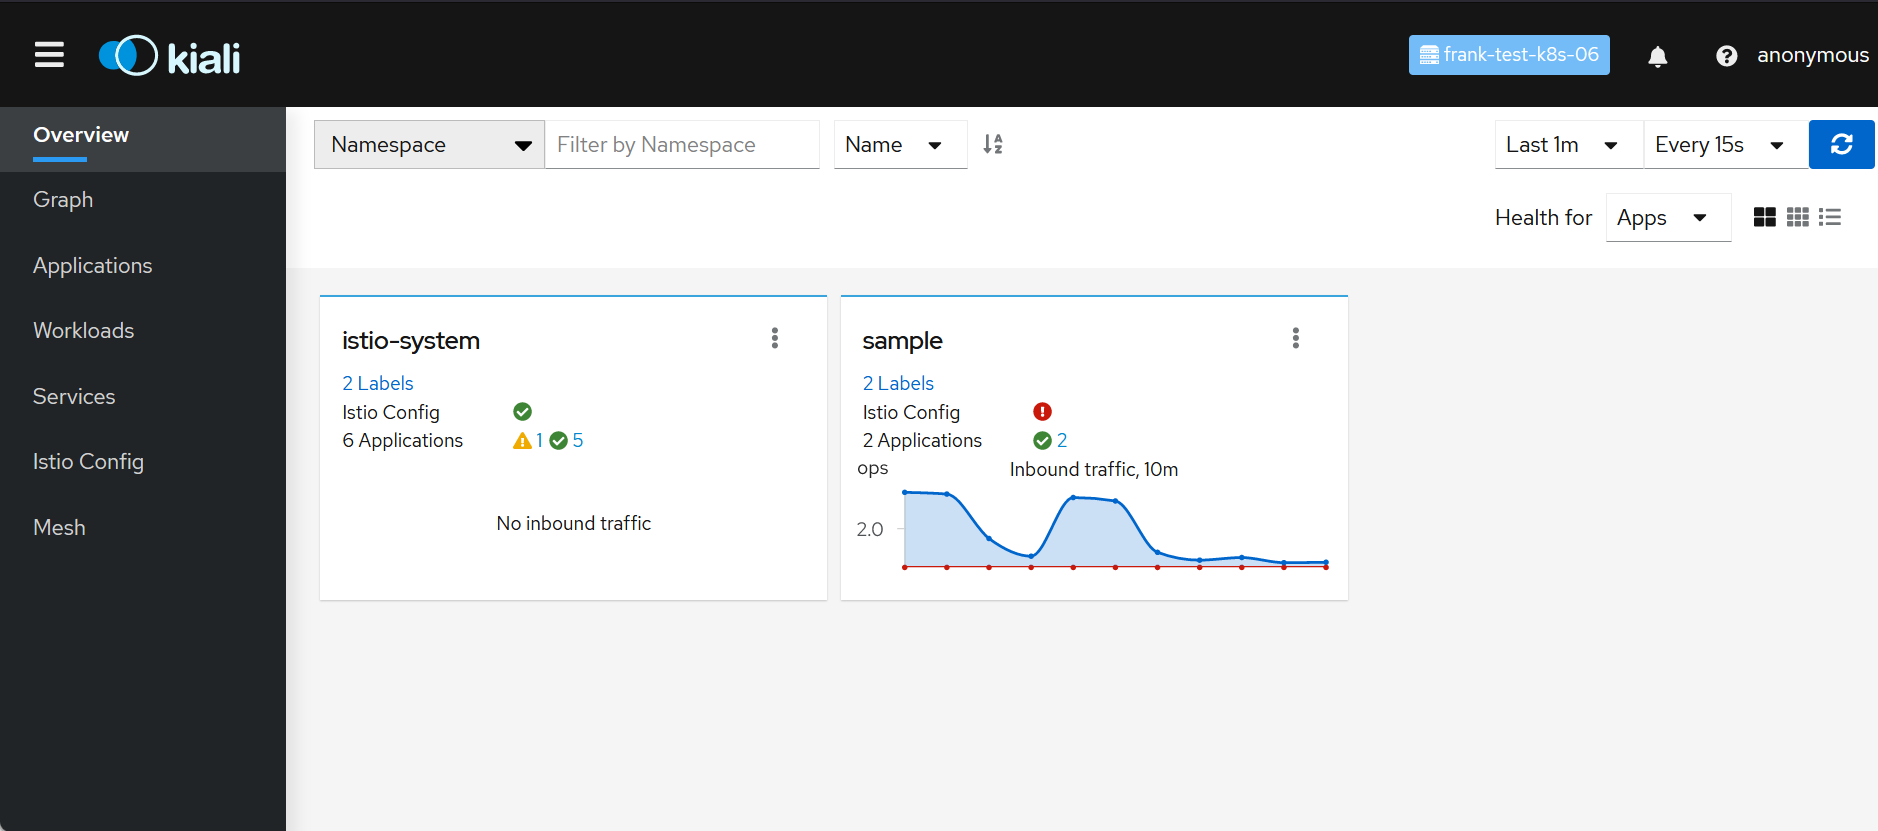 kiali
frank-test-k8s-06
anonymous
Overview
Graph
Applications
Workloads
Services
Istio Config
Mesh
Namespace
Filter by Namespace
Name
Last 1m
Every 15s
Health for
Apps
istio-system
2 Labels
Istio Config
6 Applications 1 5
No inbound traffic
sample
2 Labels
Istio Config
2 Applications 2
ops
Inbound traffic, 10m
2.0